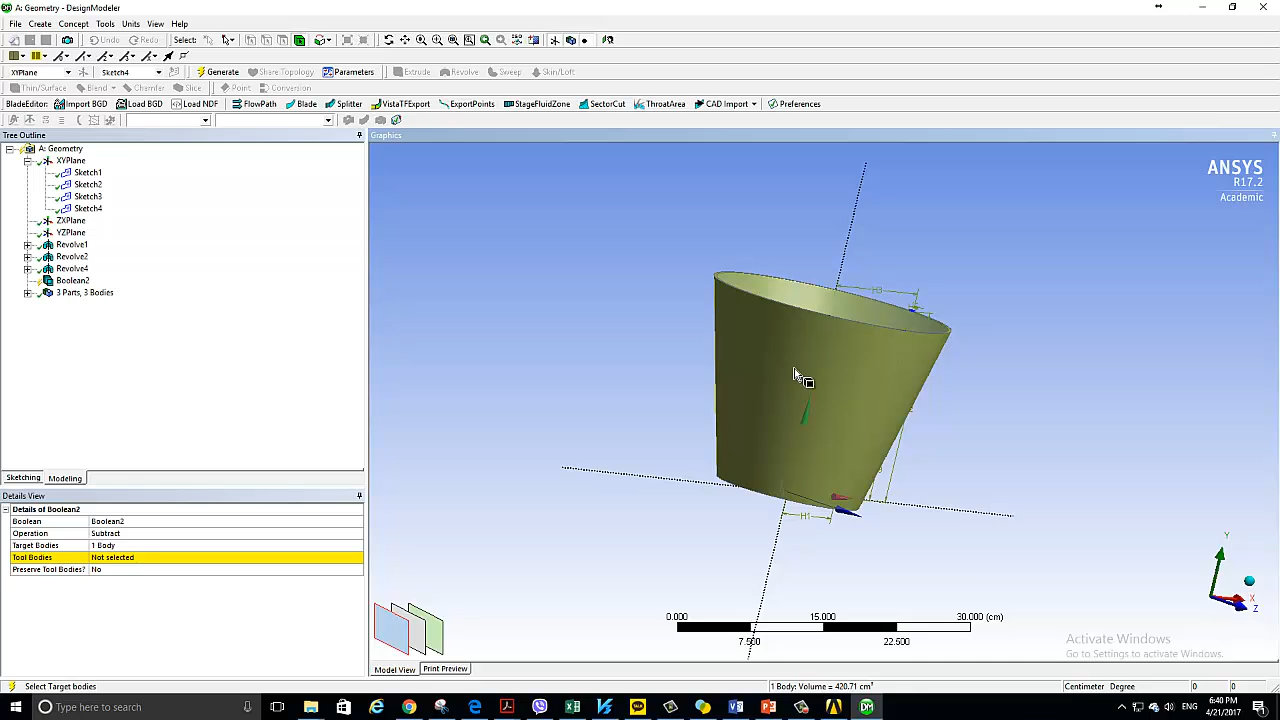 A: Geometry - DesignModeler
File Create Concept Tools Units View Help
Undo Redo Select:
XYPlane Sketch4 Generate Share Topology Parameters Extrude Revolve Sweep Skin/Loft
Thin/Surface Blend Chamfer Slice Point Conversion
BladeEditor: Import BGD Load BGD Load NDF FlowPath Blade Splitter VistaTFExport ExportPoints StageFluidZone SectorCut ThroatArea CAD Import Preferences
Tree Outline
Graphics
A: Geometry
XYPlane
Sketch1
Sketch2
Sketch3
Sketch4
ZXPlane
YZPlane
Revolve1
Revolve2
Revolve4
Boolean2
3 Parts, 3 Bodies
ANSYS
R17.2
Academic
H3
H1
Sketching Modeling
Details View
Details of Boolean2
Boolean Boolean2
Operation Subtract
Target Bodies 1 Body
Tool Bodies Not selected
Preserve Tool Bodies? No
0.000 15.000 30.000 (cm)
7.500 22.500
Y
X
Z
Activate Windows
Go to Settings to activate Windows.
Model View Print Preview
Select Target bodies 1 Body: Volume = 420.71 cm³ Centimeter Degree 0 0
Type here to search
6:40 PM
4/21/2017